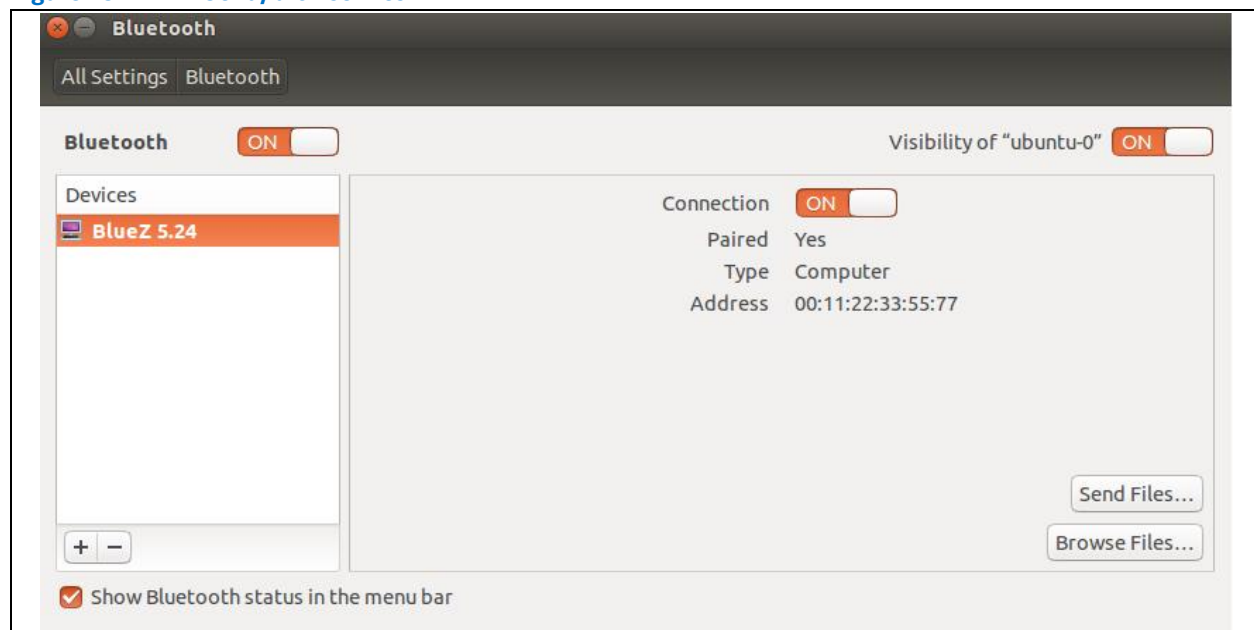 Bluetooth
All Settings Bluetooth
Bluetooth ON
Visibility of “ubuntu-0” ON
Devices
BlueZ 5.24
Connection ON
Paired Yes
Type Computer
Address 00:11:22:33:55:77
Send Files...
Browse Files...
+ −
Show Bluetooth status in the menu bar